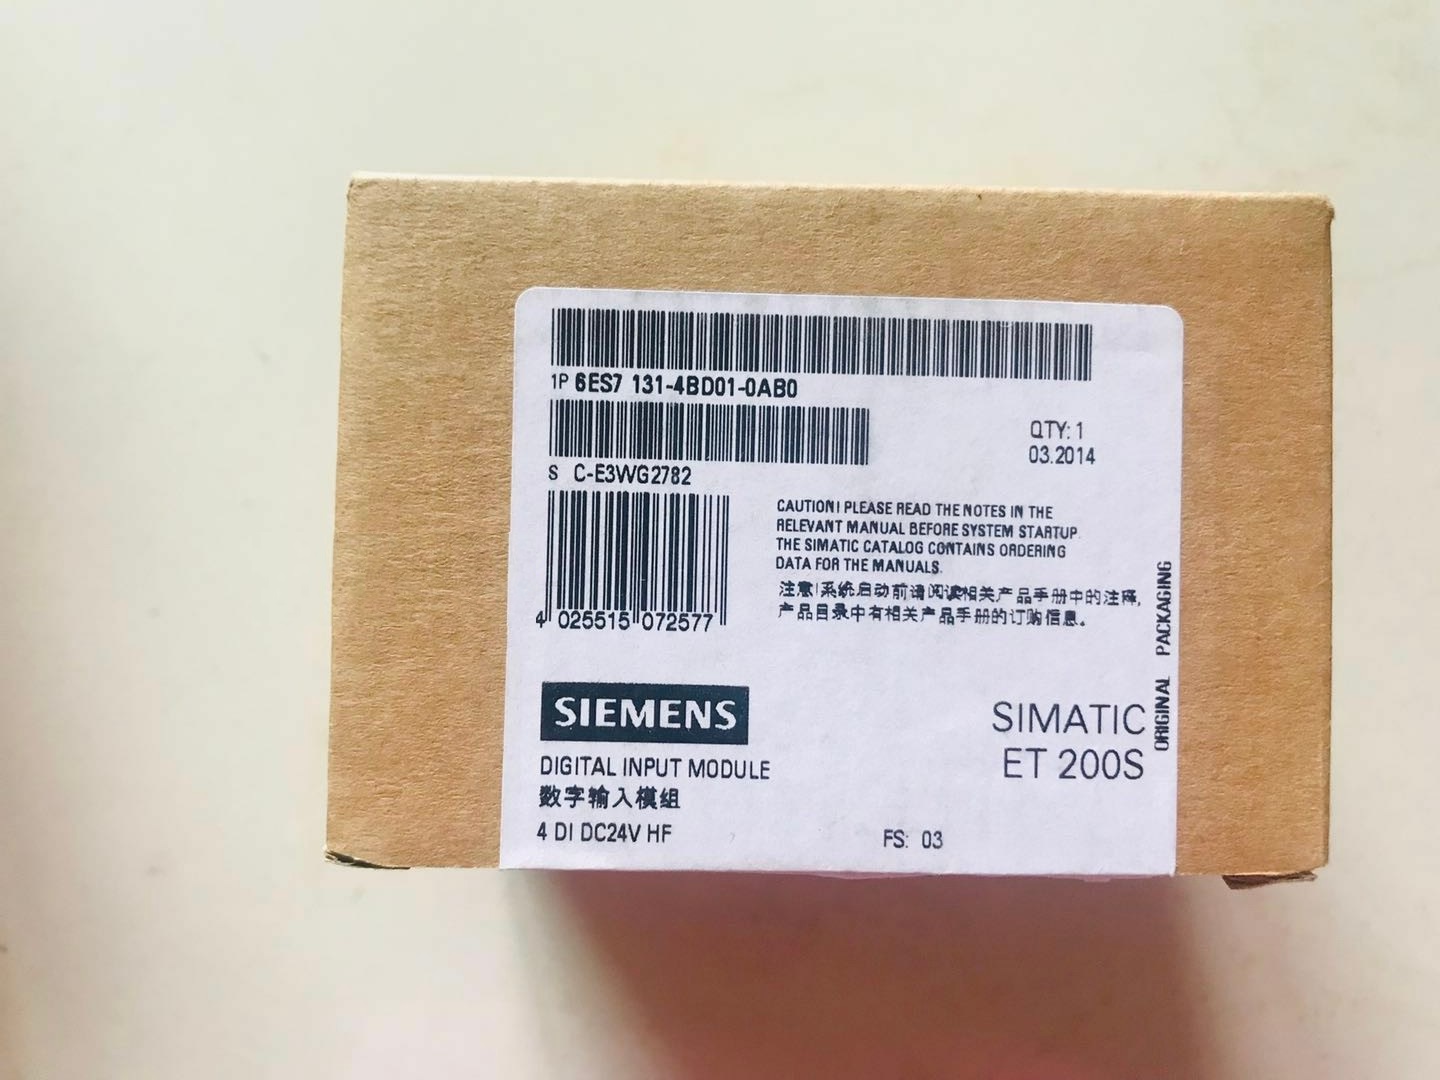 1P 6ES7 131-4BD01-0AB0
S C-E3WG2782
QTY: 1
03.2014
4 025515 072577
CAUTION! PLEASE READ THE NOTES IN THE
RELEVANT MANUAL BEFORE SYSTEM STARTUP.
THE SIMATIC CATALOG CONTAINS ORDERING
DATA FOR THE MANUALS.
注意!系统启动前请阅读相关产品手册中的注释,
产品目录中有相关产品手册的订购信息。
ORIGINAL PACKAGING
SIEMENS
SIMATIC
ET 200S
DIGITAL INPUT MODULE
数字输入模组
4 DI DC24V HF
FS: 03